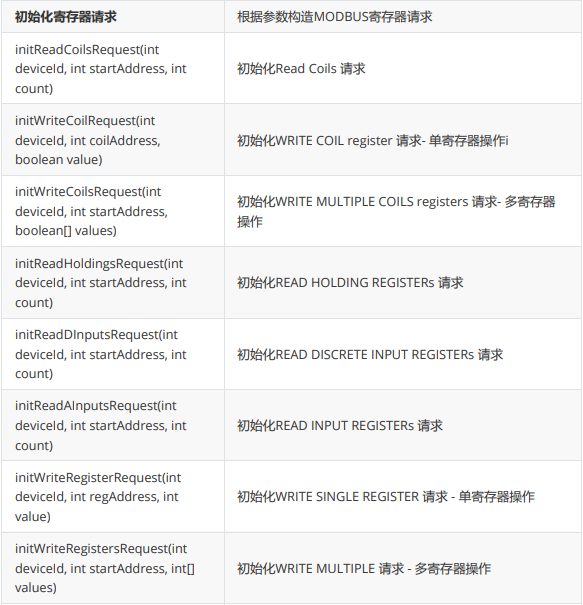 初始化寄存器请求
根据参数构造MODBUS寄存器请求
initReadCoilsRequest(int
deviceId, int startAddress, int
count)
初始化Read Coils 请求
initWriteCoilRequest(int
deviceId, int coilAddress,
boolean value)
初始化WRITE COIL register 请求- 单寄存器操作i
initWriteCoilsRequest(int
deviceId, int startAddress,
boolean[] values)
初始化WRITE MULTIPLE COILS registers 请求- 多寄存器
操作
initReadHoldingsRequest(int
deviceId, int startAddress, int
count)
初始化READ HOLDING REGISTERs 请求
initReadDInputsRequest(int
deviceId, int startAddress, int
count)
初始化READ DISCRETE INPUT REGISTERs 请求
initReadAInputsRequest(int
deviceId, int startAddress, int
count)
初始化READ INPUT REGISTERs 请求
initWriteRegisterRequest(int
deviceId, int regAddress, int
value)
初始化WRITE SINGLE REGISTER 请求 - 单寄存器操作
initWriteRegistersRequest(int
deviceId, int startAddress, int[]
values)
初始化WRITE MULTIPLE 请求 - 多寄存器操作